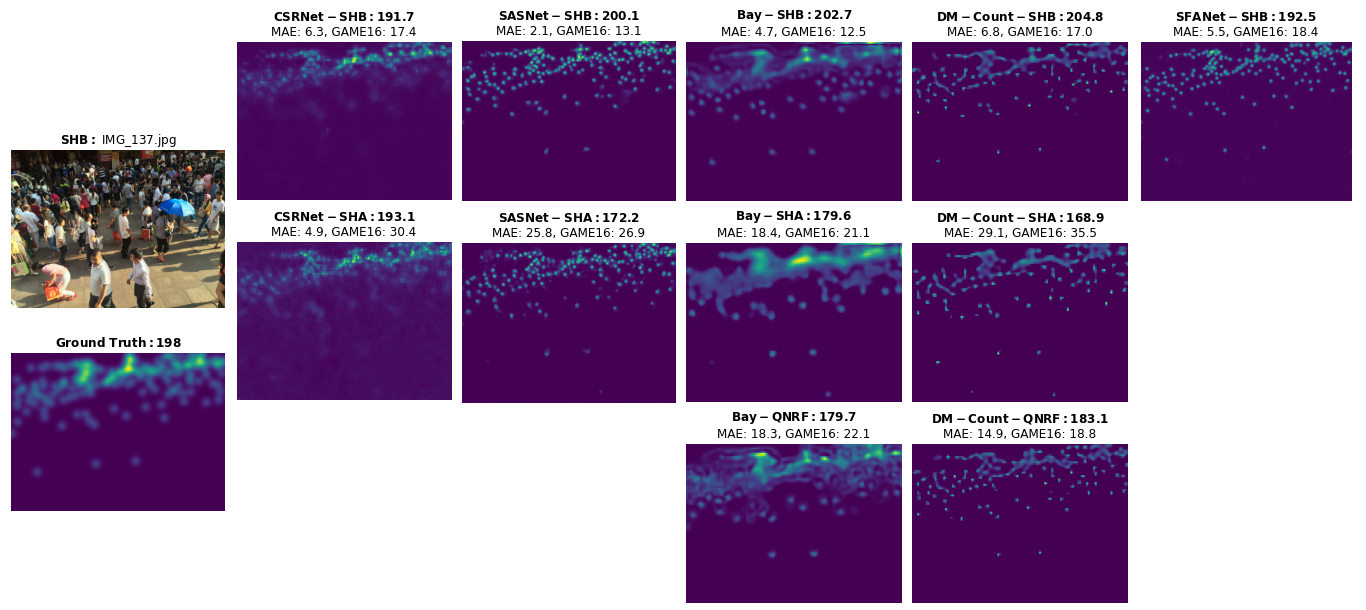 CSRNet − SHB : 191.7
MAE: 6.3, GAME16: 17.4
SASNet − SHB : 200.1
MAE: 2.1, GAME16: 13.1
Bay − SHB : 202.7
MAE: 4.7, GAME16: 12.5
DM − Count − SHB : 204.8
MAE: 6.8, GAME16: 17.0
SFANet − SHB : 192.5
MAE: 5.5, GAME16: 18.4
SHB : IMG_137.jpg
CSRNet − SHA : 193.1
MAE: 4.9, GAME16: 30.4
SASNet − SHA : 172.2
MAE: 25.8, GAME16: 26.9
Bay − SHA : 179.6
MAE: 18.4, GAME16: 21.1
DM − Count − SHA : 168.9
MAE: 29.1, GAME16: 35.5
Ground Truth : 198
Bay − QNRF : 179.7
MAE: 18.3, GAME16: 22.1
DM − Count − QNRF : 183.1
MAE: 14.9, GAME16: 18.8